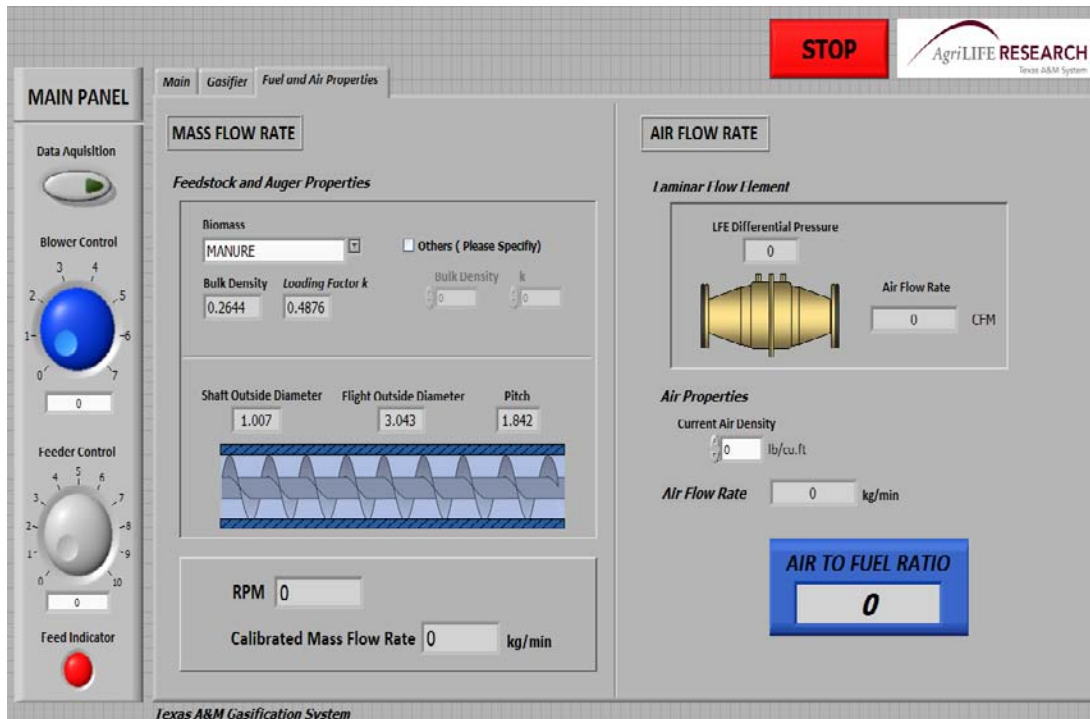 STOP
AgriLIFE RESEARCH
Texas A&M System
MAIN PANEL
Data Aquisition
Blower Control
0 1 2 3 4 5 6 7
0
Feeder Control
0 1 2 3 4 5 6 7 8 9 10
0
Feed Indicator
Main Gasifier Fuel and Air Properties
MASS FLOW RATE
Feedstock and Auger Properties
Biomass
MANURE
Others ( Please Specifiy)
Bulk Density Loading Factor k
0.2644 0.4876
Bulk Density k
0 0
Shaft Outside Diameter Flight Outside Diameter Pitch
1.007 3.043 1.842
RPM 0
Calibrated Mass Flow Rate 0 kg/min
AIR FLOW RATE
Laminar Flow Element
LFE Differential Pressure
0
Air Flow Rate
0 CFM
Air Properties
Current Air Density
0 lb/cu.ft
Air Flow Rate 0 kg/min
AIR TO FUEL RATIO
0
Texas A&M Gasification System